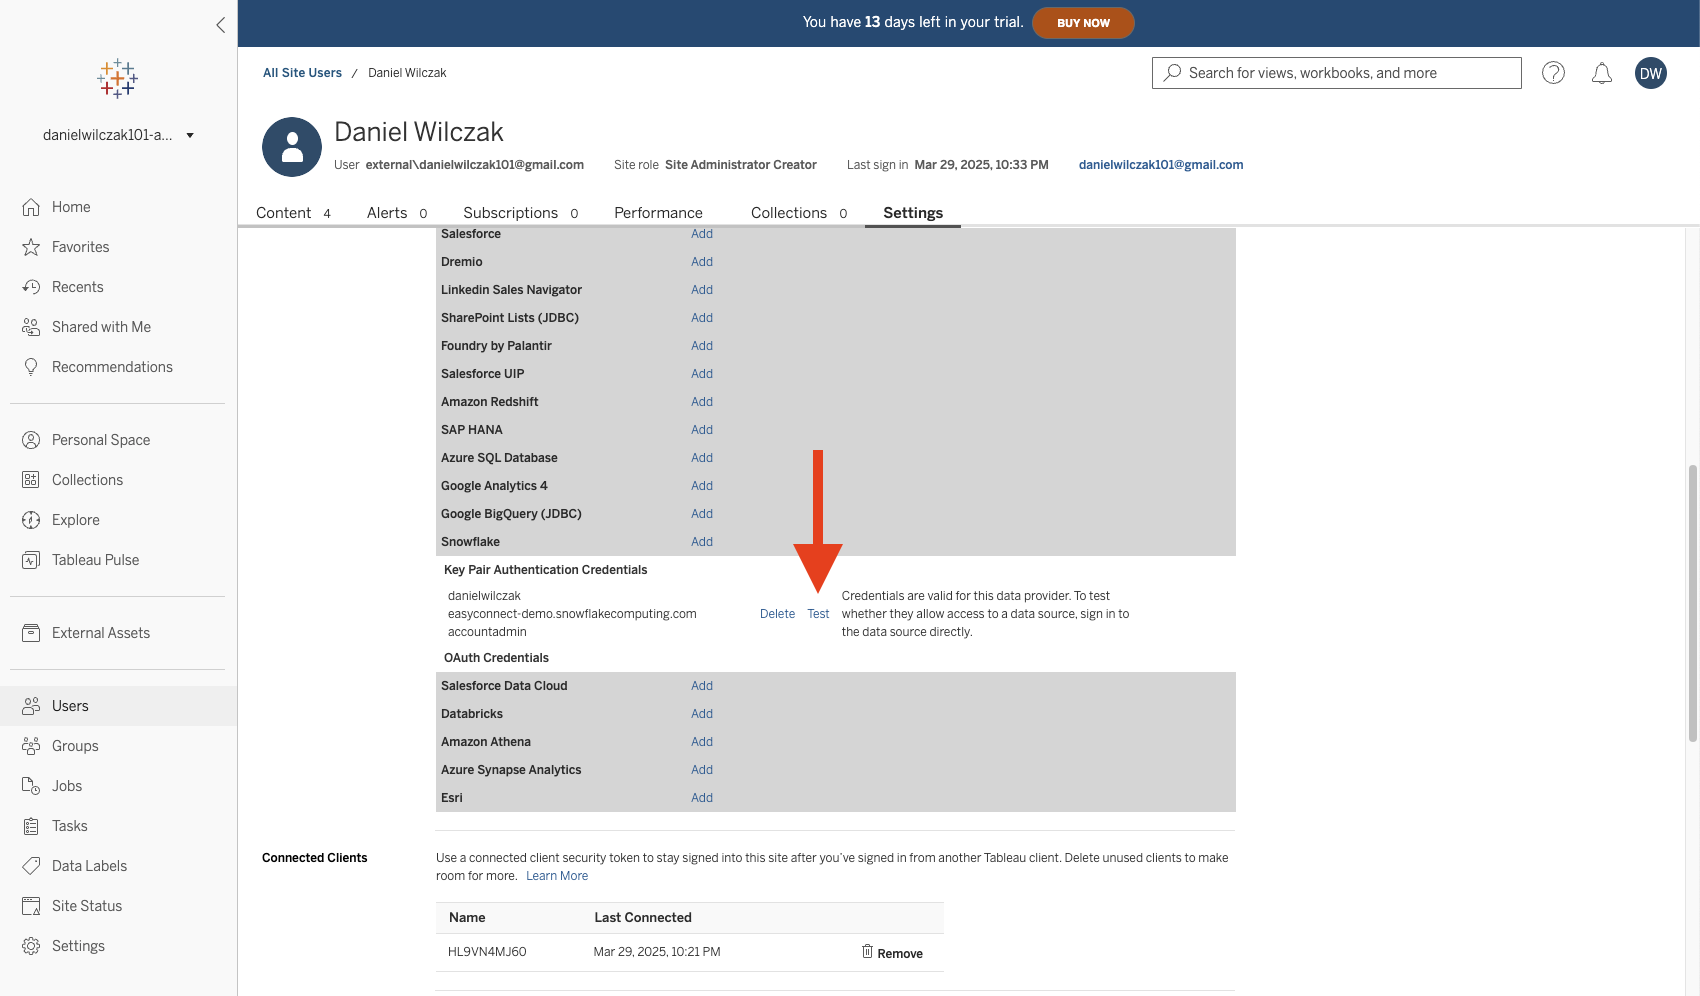 You have 13 days left in your trial. BUY NOW
All Site Users / Daniel Wilczak
Search for views, workbooks, and more
DW
danielwilczak101-a...
Daniel Wilczak
User external\danielwilczak101@gmail.com Site role Site Administrator Creator Last sign in Mar 29, 2025, 10:33 PM danielwilczak101@gmail.com
Content 4 Alerts 0 Subscriptions 0 Performance Collections 0 Settings
Home
Favorites
Recents
Shared with Me
Recommendations
Personal Space
Collections
Explore
Tableau Pulse
External Assets
Users
Groups
Jobs
Tasks
Data Labels
Site Status
Settings
Salesforce Add
Dremio Add
Linkedin Sales Navigator Add
SharePoint Lists (JDBC) Add
Foundry by Palantir Add
Salesforce UIP Add
Amazon Redshift Add
SAP HANA Add
Azure SQL Database Add
Google Analytics 4 Add
Google BigQuery (JDBC) Add
Snowflake Add
Key Pair Authentication Credentials
danielwilczak
easyconnect-demo.snowflakecomputing.com
accountadmin
Delete Test
Credentials are valid for this data provider. To test
whether they allow access to a data source, sign in to
the data source directly.
OAuth Credentials
Salesforce Data Cloud Add
Databricks Add
Amazon Athena Add
Azure Synapse Analytics Add
Esri Add
Connected Clients
Use a connected client security token to stay signed into this site after you've signed in from another Tableau client. Delete unused clients to make
room for more. Learn More
Name Last Connected
HL9VN4MJ60 Mar 29, 2025, 10:21 PM Remove